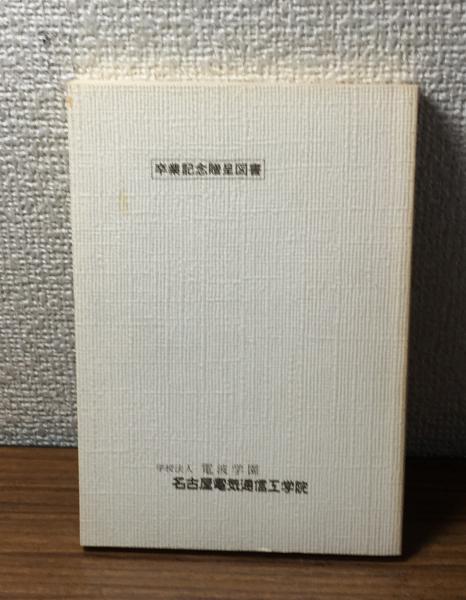 卒業記念贈呈図書
学校法人 電波学園
名古屋電気通信工学院